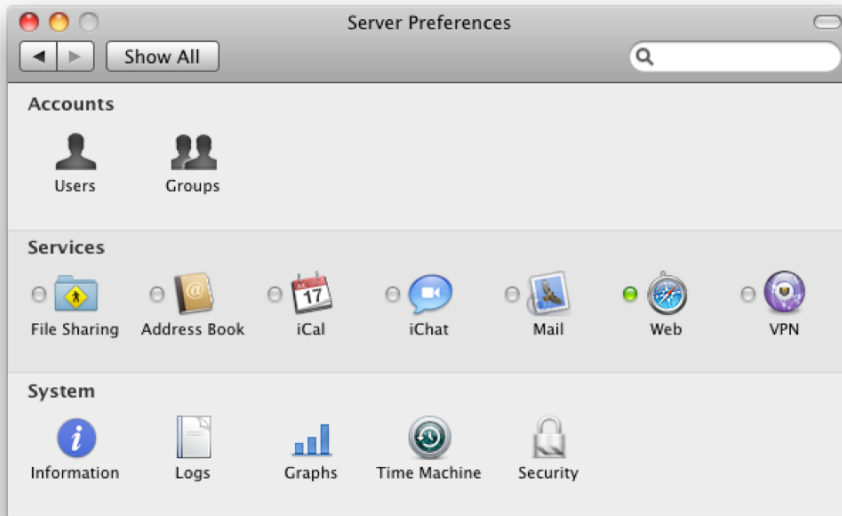 Server Preferences
Show All
Accounts
Users Groups
Services
17
File Sharing Address Book iCal iChat Mail Web VPN
System
Information Logs Graphs Time Machine Security